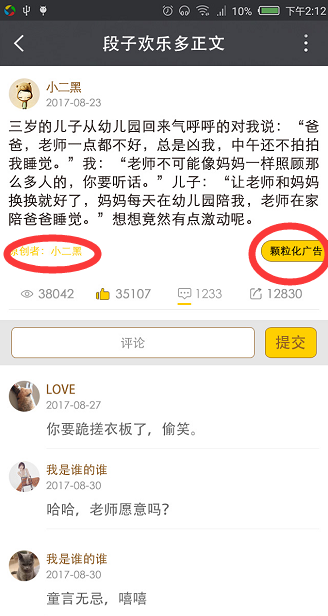 10% 下午2:12
段子欢乐多正文
小二黑
2017-08-23
三岁的儿子从幼儿园回来气呼呼的对我说：“爸
爸，老师一点都不好，总是凶我，中午还不拍拍
我睡觉。”我：“老师不可能像妈妈一样照顾那
么多人的，你要听话。”儿子：“让老师和妈妈
换换就好了，妈妈每天在幼儿园陪我，老师在家
陪爸爸睡觉。”想想竟然有点激动呢。
原创者：小二黑 颗粒化广告
38042 35107 1233 12830
评论 提交
LOVE
2017-08-27
你要跪搓衣板了，偷笑。
我是谁的谁
2017-08-30
哈哈，老师愿意吗？
我是谁的谁
2017-08-30
童言无忌，嘻嘻